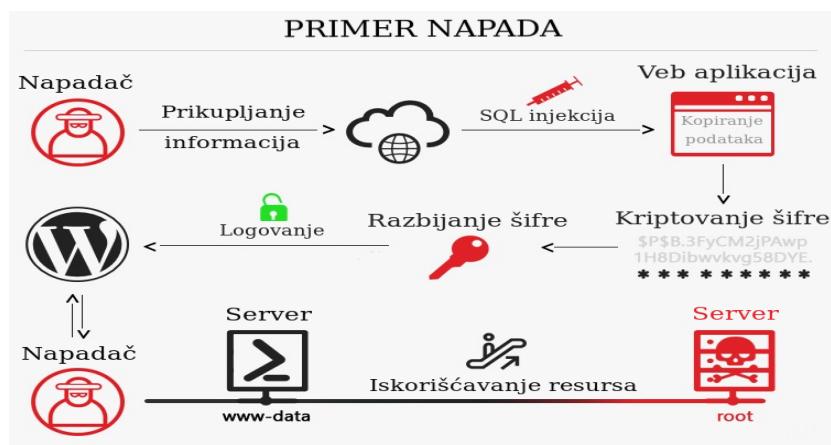 PRIMER NAPADA
Napadač
Prikupljanje
informacija
SQL injekcija
Veb aplikacija
Kopiranje
podataka
Kriptovanje šifre
$P$B.3FyCM2jPAwp
1H8Dibwvkvg58DYE.
* * * * * * * * *
Razbijanje šifre
Logovanje
Napadač
Server
www-data
Iskorišćavanje resursa
Server
root